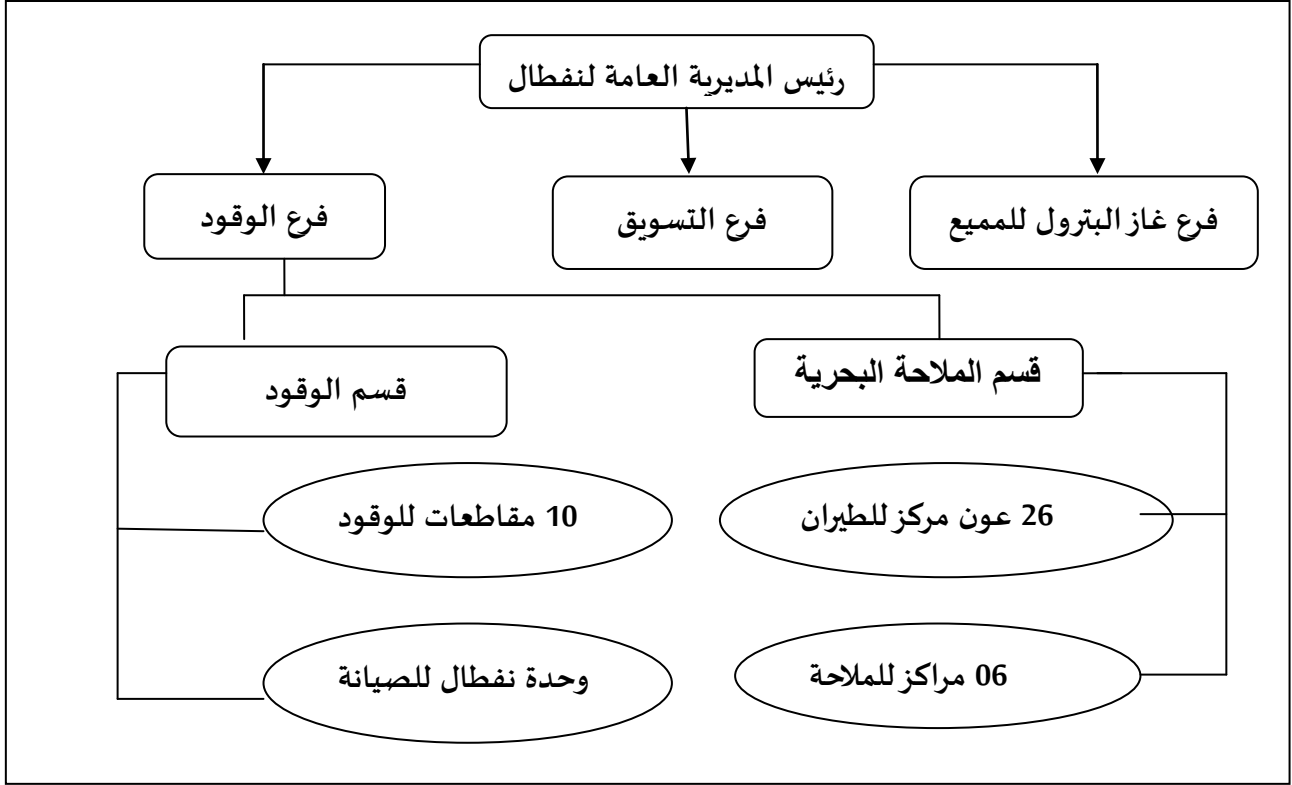 رئيس المديرية العامة لنفطال
فرع غاز البترول للمميع
فرع التسويق
فرع الوقود
قسم الملاحة البحرية
قسم الوقود
26 عون مركز للطيران
10 مقاطعات للوقود
06 مراكز للملاحة
وحدة نفطال للصيانة